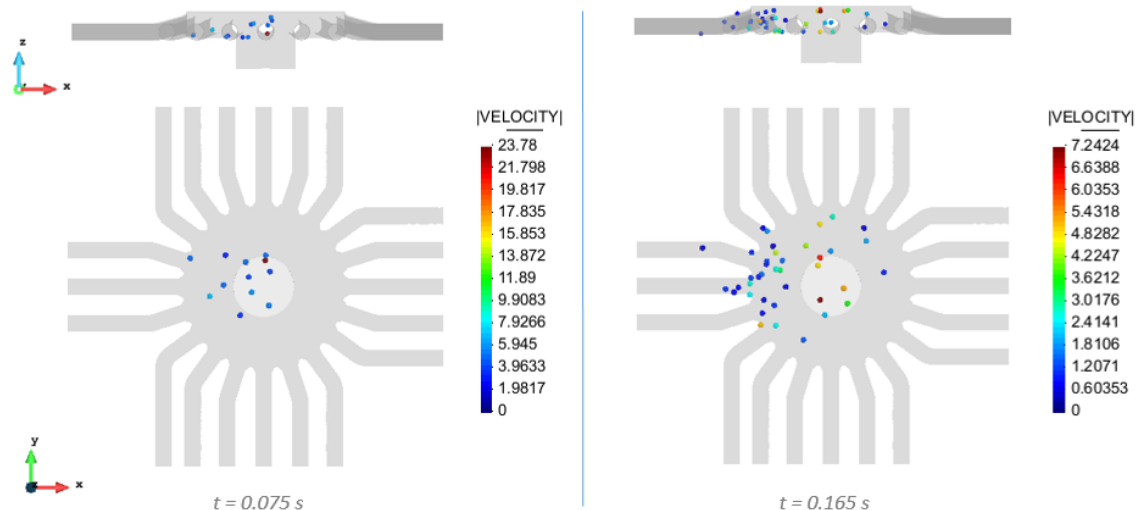 z
x
|VELOCITY|
23.78
21.798
19.817
17.835
15.853
13.872
11.89
9.9083
7.9266
5.945
3.9633
1.9817
0
y
z
x
t = 0.075 s
|VELOCITY|
7.2424
6.6388
6.0353
5.4318
4.8282
4.2247
3.6212
3.0176
2.4141
1.8106
1.2071
0.60353
0
t = 0.165 s